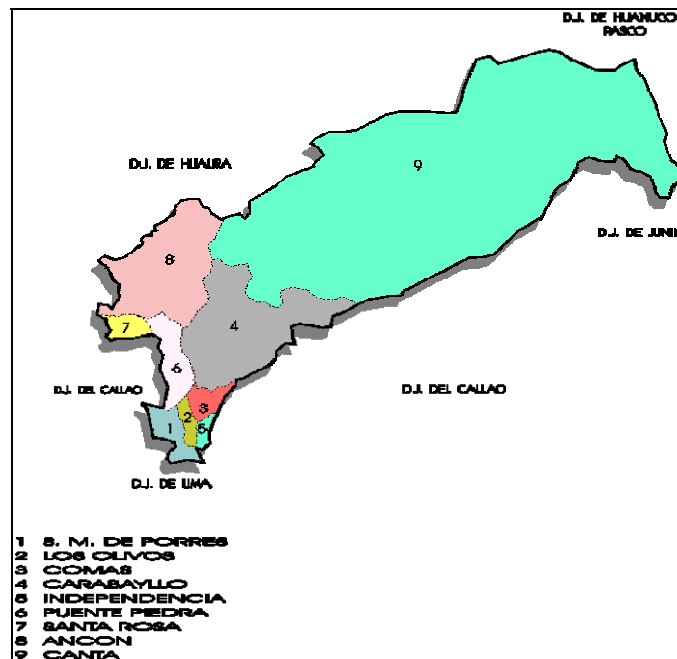 D.J. DE HUANUCO
PASCO
D.J. DE HUAURA
9
D.J. DE JUNI
8
7
4
6
D.J. DEL CALLAO
D.J. DEL CALLAO
3
2
1
5
D.J. DE LIMA
1 S. M. DE PORRES
2 LOS OLIVOS
3 COMAS
4 CARABAYLLO
5 INDEPENDENCIA
6 PUENTE PIEDRA
7 SANTA ROSA
8 ANCON
9 CANTA